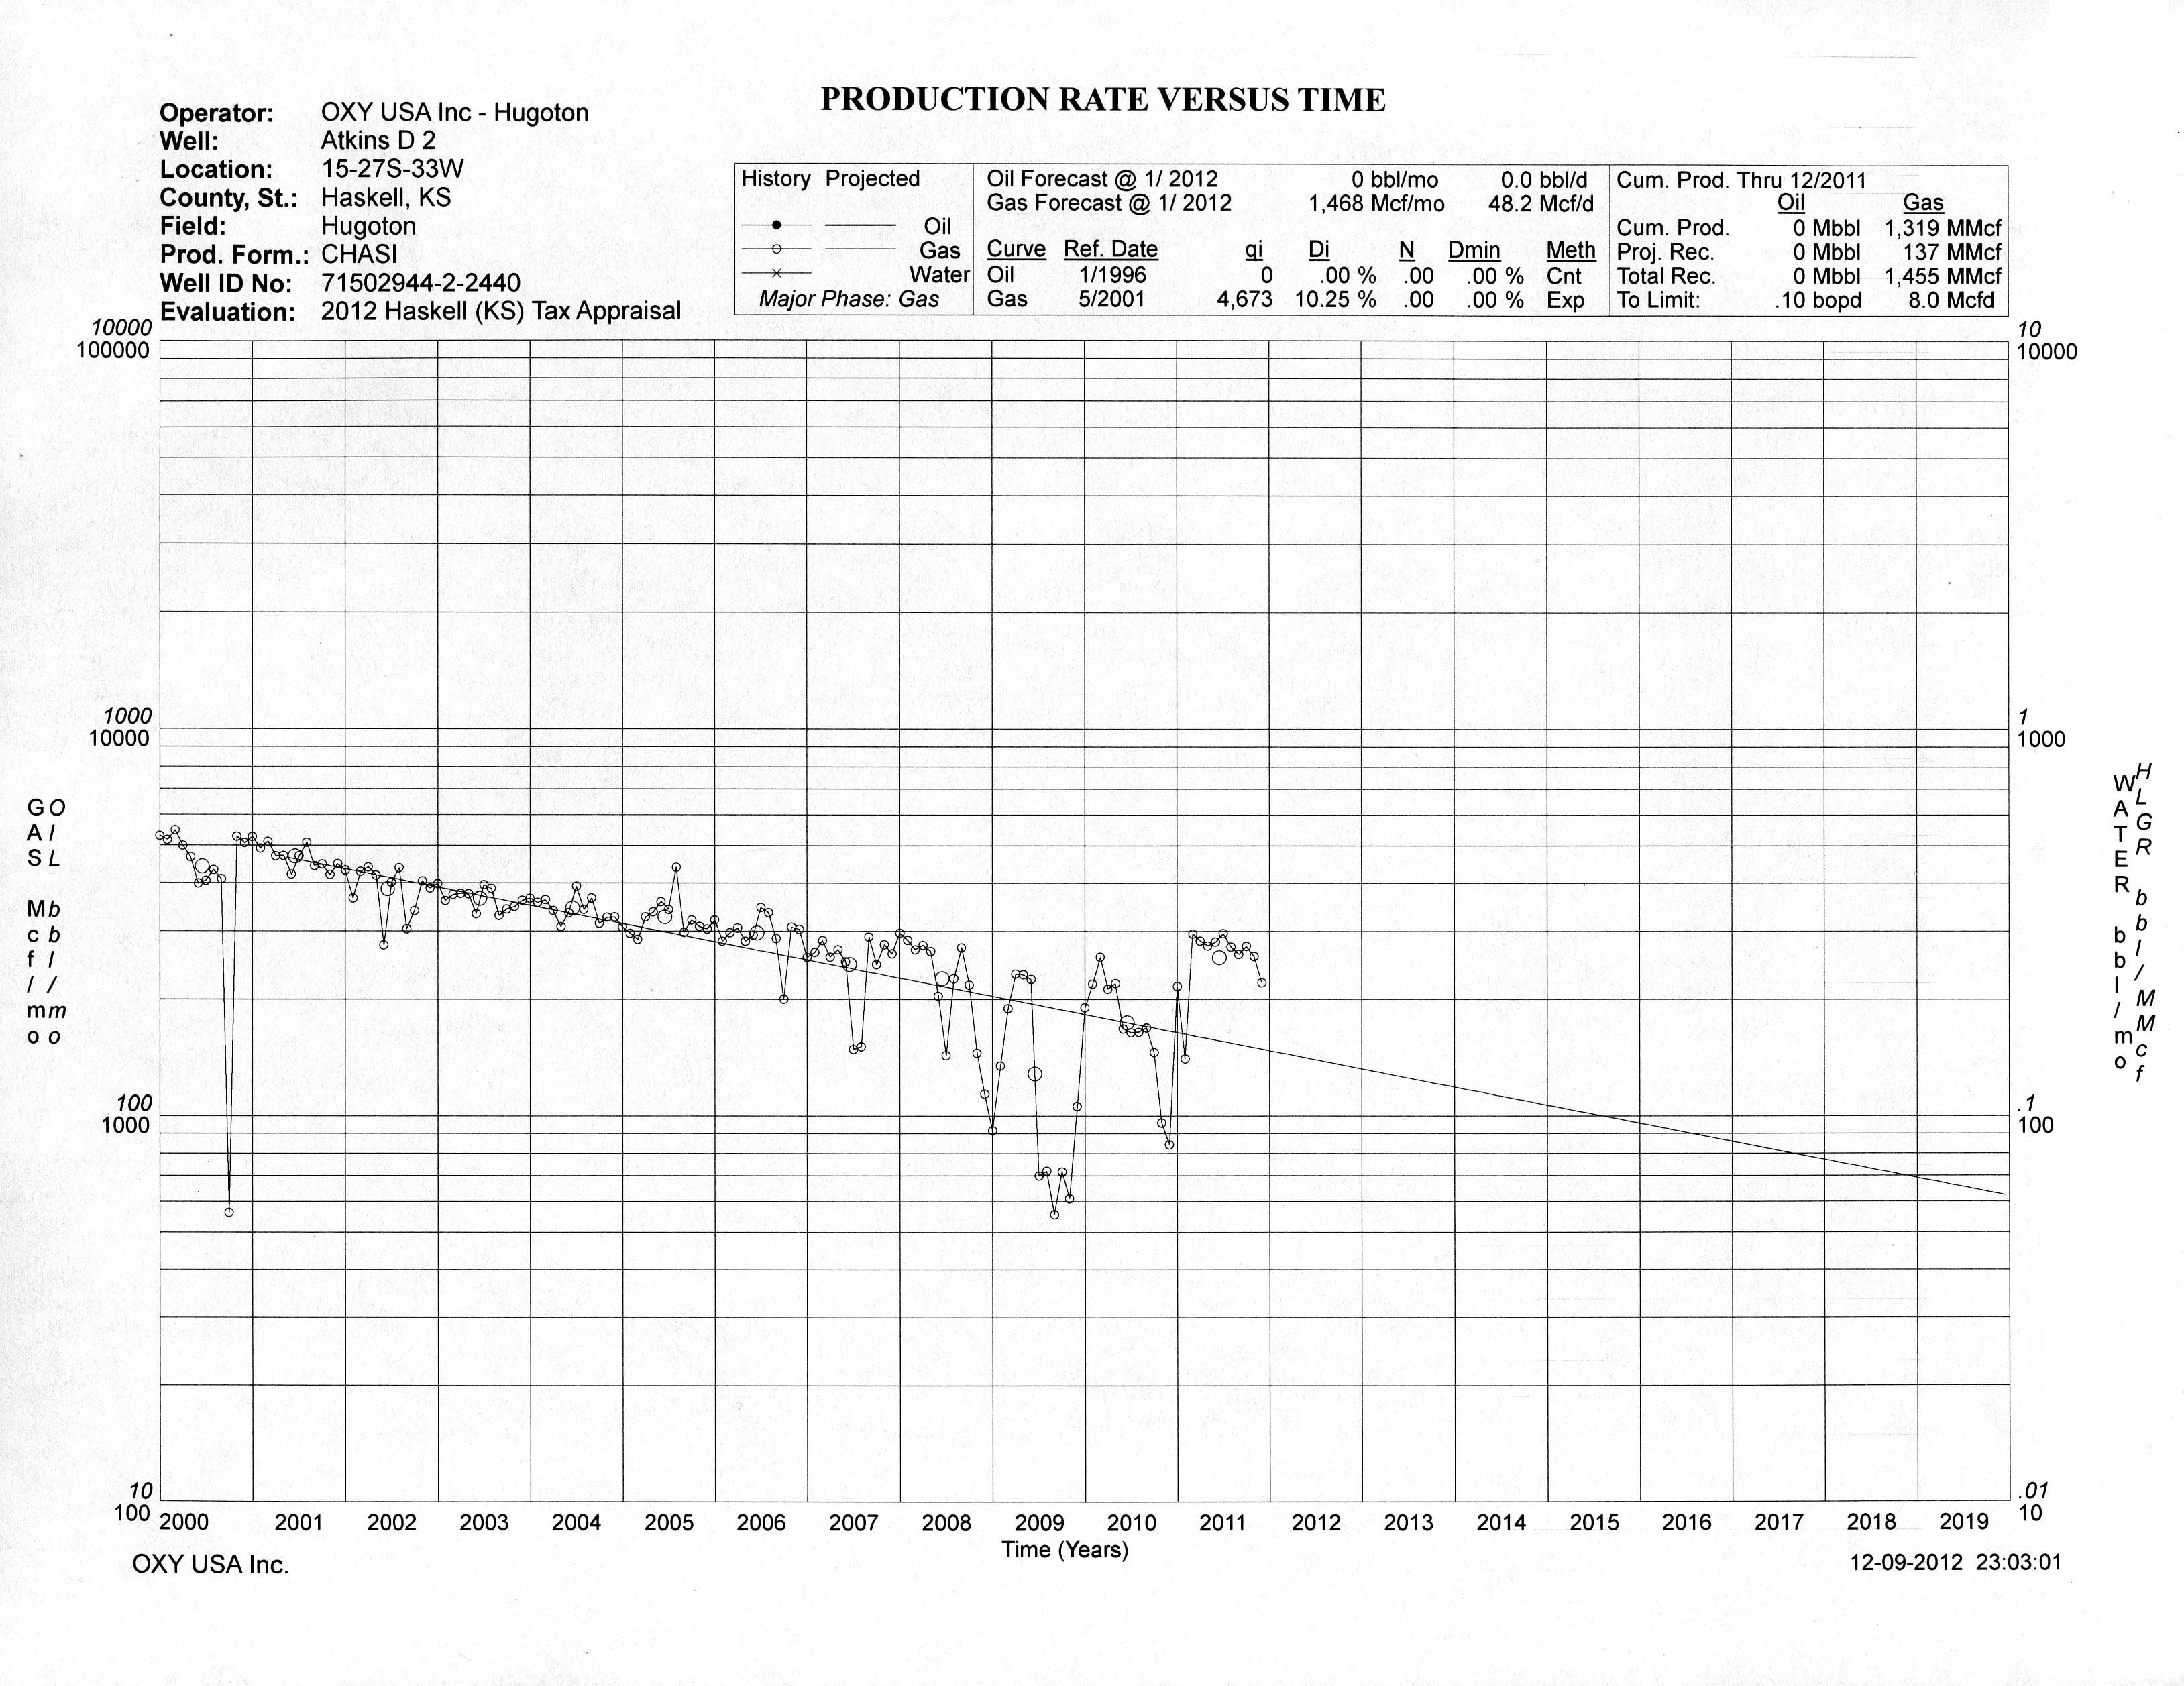 PRODUCTION RATE VERSUS TIME
Operator: OXY USA Inc - Hugoton
Well: Atkins D 2
Location: 15-27S-33W
County, St.: Haskell, KS
Field: Hugoton
Prod. Form.: CHASI
Well ID No: 71502944-2-2440
Evaluation: 2012 Haskell (KS) Tax Appraisal
History Projected
Oil
Gas
Water
Major Phase: Gas
Oil Forecast @ 1/ 2012 0 bbl/mo 0.0 bbl/d
Gas Forecast @ 1/ 2012 1,468 Mcf/mo 48.2 Mcf/d
Curve Ref. Date qi Di N Dmin Meth
Oil 1/1996 0 .00 % .00 .00 % Cnt
Gas 5/2001 4,673 10.25 % .00 .00 % Exp
Cum. Prod. Thru 12/2011
Oil Gas
Cum. Prod. 0 Mbbl 1,319 MMcf
Proj. Rec. 0 Mbbl 137 MMcf
Total Rec. 0 Mbbl 1,455 MMcf
To Limit: .10 bopd 8.0 Mcfd
10000
100000
1000
10000
100
1000
10
100
GAS Mcf/mo
OIL bbl/mo
10
10000
1
1000
.1
100
.01
10
WATER bbl/mo
HLGR bbl/MMcf
2000 2001 2002 2003 2004 2005 2006 2007 2008 2009 2010 2011 2012 2013 2014 2015 2016 2017 2018 2019
Time (Years)
OXY USA Inc.
12-09-2012 23:03:01